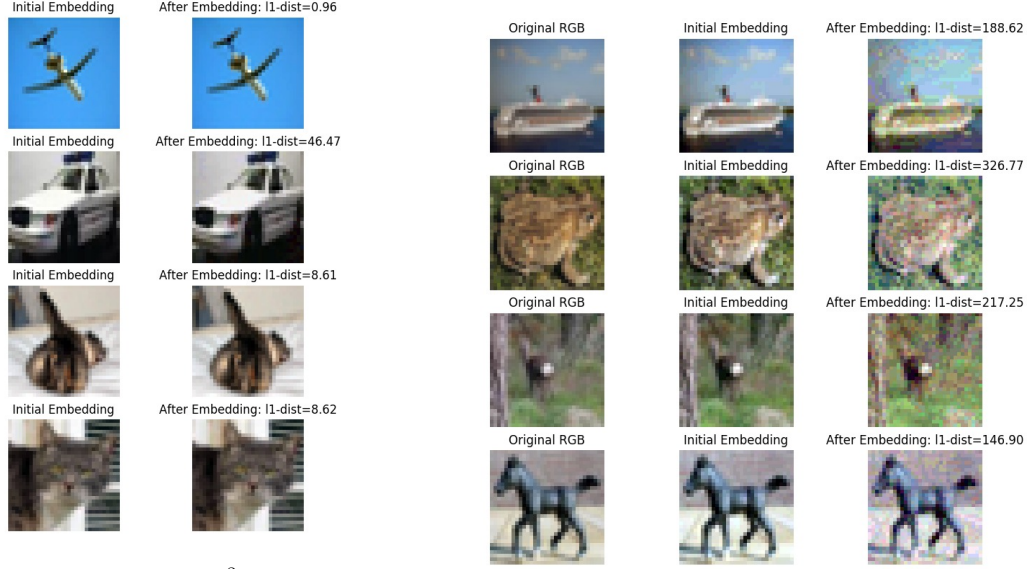 Initial Embedding After Embedding: l1-dist=0.96
Initial Embedding After Embedding: l1-dist=46.47
Initial Embedding After Embedding: l1-dist=8.61
Initial Embedding After Embedding: l1-dist=8.62
Original RGB Initial Embedding After Embedding: l1-dist=188.62
Original RGB Initial Embedding After Embedding: l1-dist=326.77
Original RGB Initial Embedding After Embedding: l1-dist=217.25
Original RGB Initial Embedding After Embedding: l1-dist=146.90